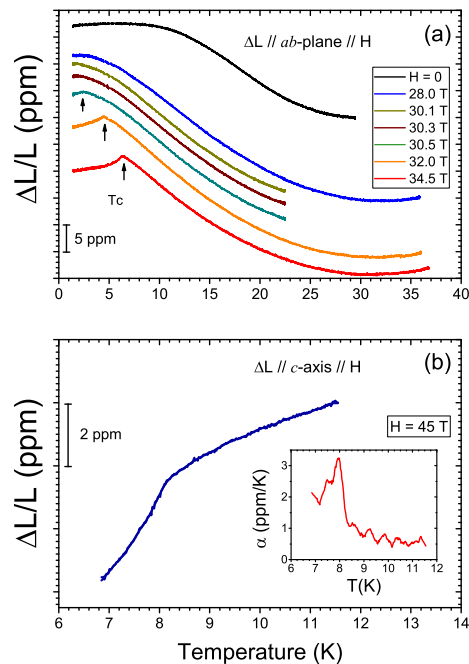 ΔL // ab-plane // H
(a)
H = 0
28.0 T
30.1 T
30.3 T
30.5 T
32.0 T
34.5 T
ΔL/L (ppm)
Tc
5 ppm
0 5 10 15 20 25 30 35 40
(b)
ΔL // c-axis // H
2 ppm
H = 45 T
ΔL/L (ppm)
α (ppm/K)
3
2
1
0
6 7 8 9 10 11 12
T(K)
6 7 8 9 10 11 12 13 14
Temperature (K)